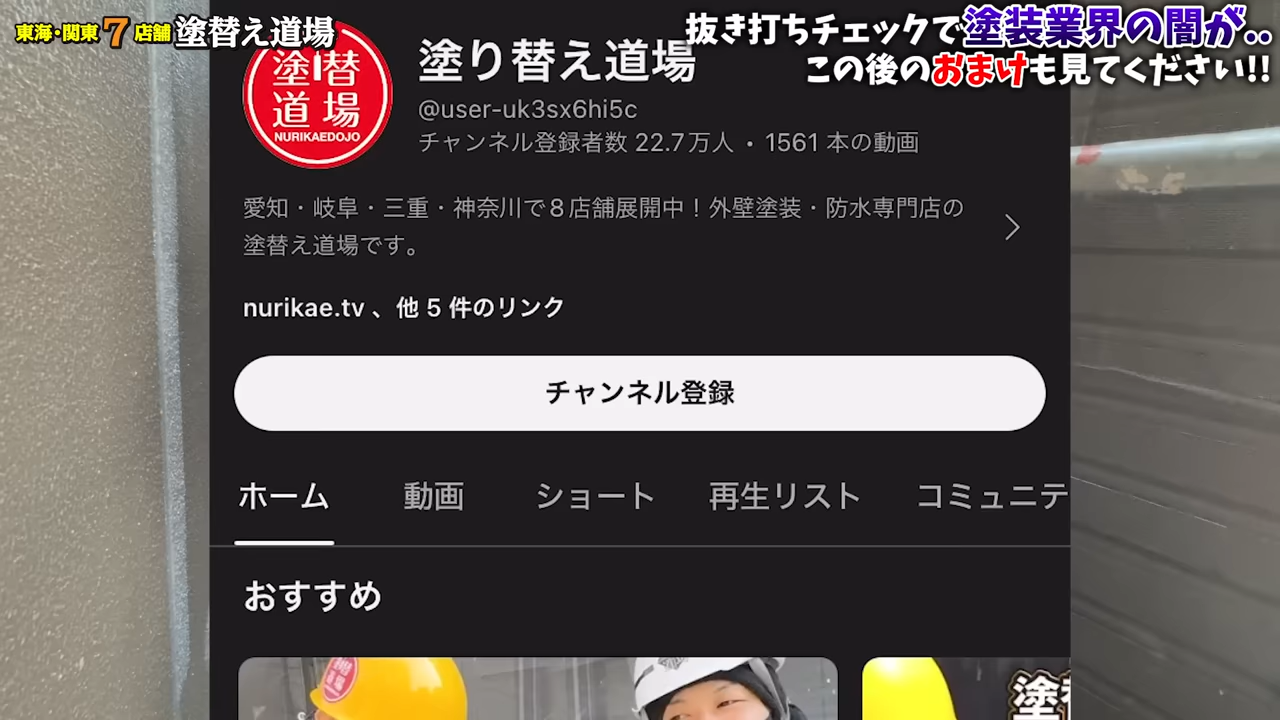 東海・関東7店舗 塗替え道場
抜き打ちチェックで塗装業界の闇が..
この後のおまけも見てください!!
塗替
道場
NURIKAEDOJO
塗り替え道場
@user-uk3sx6hi5c
チャンネル登録者数 22.7万人・1561 本の動画
愛知・岐阜・三重・神奈川で８店舗展開中！外壁塗装・防水専門店の
塗替え道場です。
nurikae.tv 、他 5 件のリンク
チャンネル登録
ホーム 動画 ショート 再生リスト コミュニテ
おすすめ